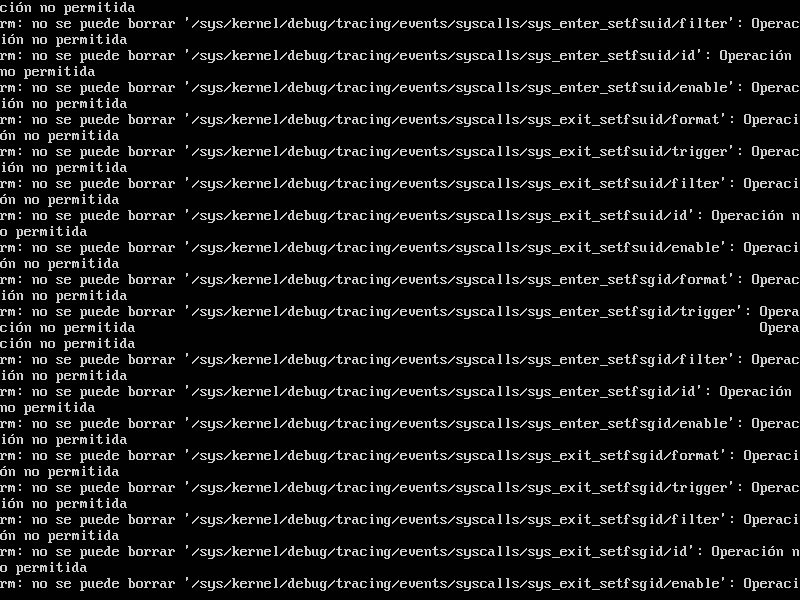 ción no permitida
rm: no se puede borrar '/sys/kernel/debug/tracing/events/syscalls/sys_enter_setfsuid/filter': Operac
ión no permitida
rm: no se puede borrar '/sys/kernel/debug/tracing/events/syscalls/sys_enter_setfsuid/id': Operación
no permitida
rm: no se puede borrar '/sys/kernel/debug/tracing/events/syscalls/sys_enter_setfsuid/enable': Operac
ión no permitida
rm: no se puede borrar '/sys/kernel/debug/tracing/events/syscalls/sys_exit_setfsuid/format': Operaci
ón no permitida
rm: no se puede borrar '/sys/kernel/debug/tracing/events/syscalls/sys_exit_setfsuid/trigger': Operac
ión no permitida
rm: no se puede borrar '/sys/kernel/debug/tracing/events/syscalls/sys_exit_setfsuid/filter': Operaci
ón no permitida
rm: no se puede borrar '/sys/kernel/debug/tracing/events/syscalls/sys_exit_setfsuid/id': Operación n
o permitida
rm: no se puede borrar '/sys/kernel/debug/tracing/events/syscalls/sys_exit_setfsuid/enable': Operaci
ón no permitida
rm: no se puede borrar '/sys/kernel/debug/tracing/events/syscalls/sys_enter_setfsgid/format': Operac
ión no permitida
rm: no se puede borrar '/sys/kernel/debug/tracing/events/syscalls/sys_enter_setfsgid/trigger': Opera
ción no permitida Opera
ción no permitida
rm: no se puede borrar '/sys/kernel/debug/tracing/events/syscalls/sys_enter_setfsgid/filter': Operac
ión no permitida
rm: no se puede borrar '/sys/kernel/debug/tracing/events/syscalls/sys_enter_setfsgid/id': Operación
no permitida
rm: no se puede borrar '/sys/kernel/debug/tracing/events/syscalls/sys_enter_setfsgid/enable': Operac
ión no permitida
rm: no se puede borrar '/sys/kernel/debug/tracing/events/syscalls/sys_exit_setfsgid/format': Operaci
ón no permitida
rm: no se puede borrar '/sys/kernel/debug/tracing/events/syscalls/sys_exit_setfsgid/trigger': Operac
ión no permitida
rm: no se puede borrar '/sys/kernel/debug/tracing/events/syscalls/sys_exit_setfsgid/filter': Operaci
ón no permitida
rm: no se puede borrar '/sys/kernel/debug/tracing/events/syscalls/sys_exit_setfsgid/id': Operación n
o permitida
rm: no se puede borrar '/sys/kernel/debug/tracing/events/syscalls/sys_exit_setfsgid/enable': Operaci